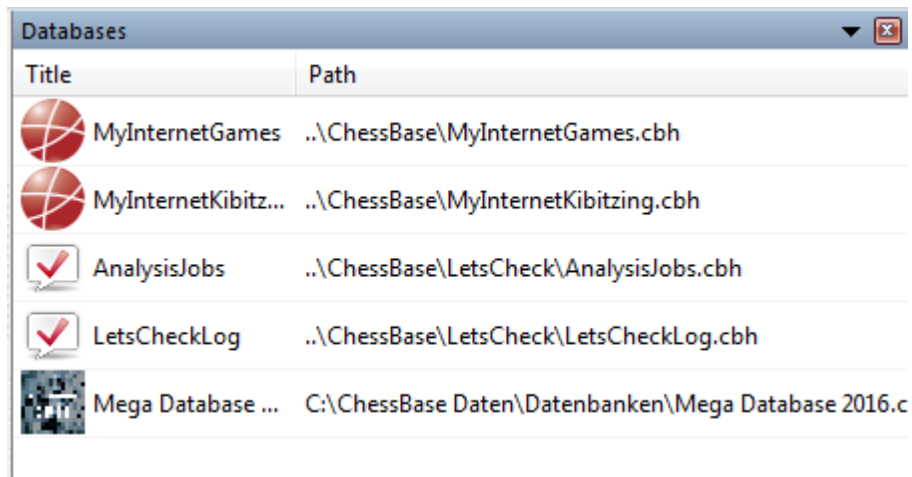 Databases
Title Path
MyInternetGames ..\ChessBase\MyInternetGames.cbh
MyInternetKibitz... ..\ChessBase\MyInternetKibitzing.cbh
AnalysisJobs ..\ChessBase\LetsCheck\AnalysisJobs.cbh
LetsCheckLog ..\ChessBase\LetsCheck\LetsCheckLog.cbh
Mega Database ... C:\ChessBase Daten\Datenbanken\Mega Database 2016.c